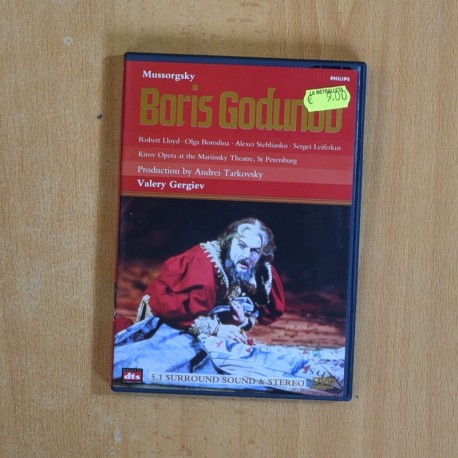 Mussorgsky
PHILIPS
LA METRALLETA
€ 9,00
Boris Godunov
Robert Lloyd · Olga Borodina · Alexei Steblianko · Sergei Leiferkus
Kirov Opera at the Mariinsky Theatre, St Petersburg
Production by Andrei Tarkovsky
Valery Gergiev
dts
5.1 SURROUND SOUND & STEREO
DVD